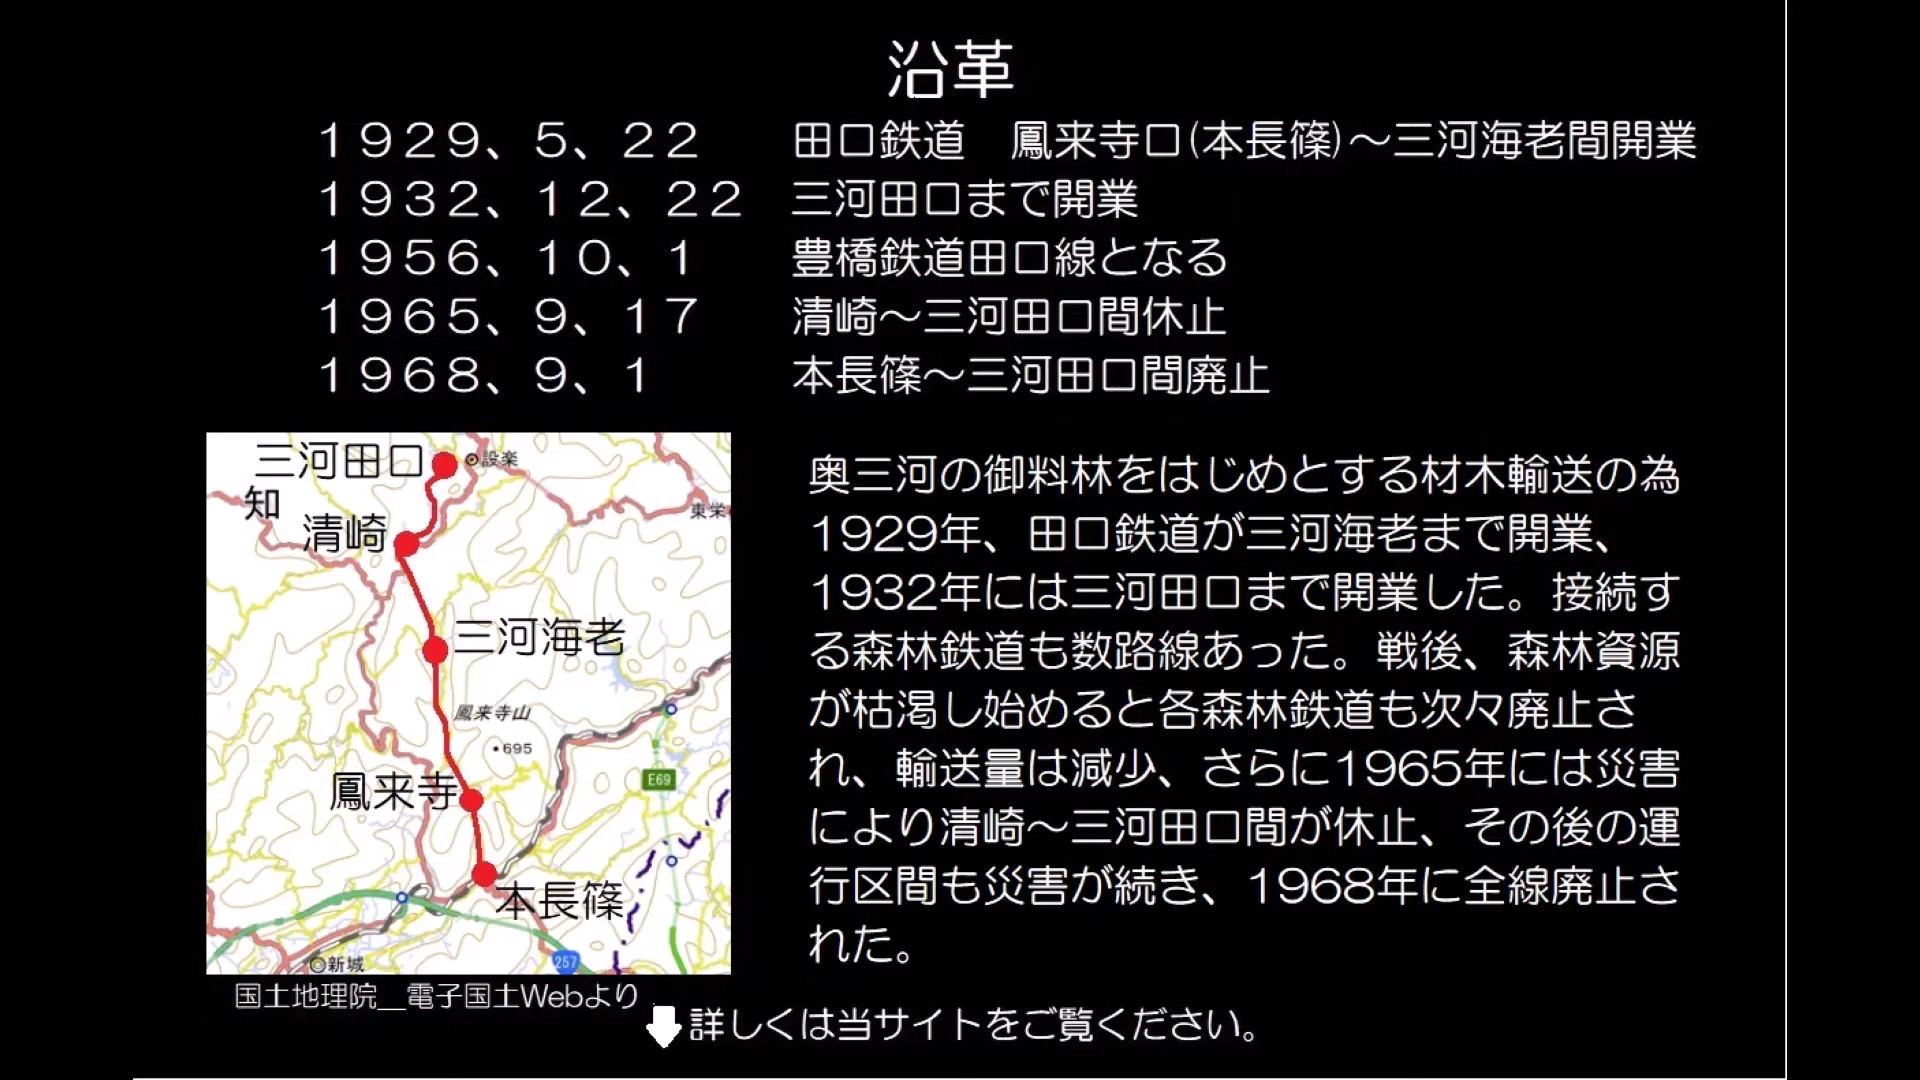 沿革
１９２９、５、２２　田口鉄道　鳳来寺口(本長篠)～三河海老間開業
１９３２、１２、２２　三河田口まで開業
１９５６、１０、１　豊橋鉄道田口線となる
１９６５、９、１７　清崎～三河田口間休止
１９６８、９、１　本長篠～三河田口間廃止
三河田口
設楽
知
東栄
清崎
三河海老
鳳来寺山
695
E69
鳳来寺
本長篠
新城
257
国土地理院＿電子国土Webより
奥三河の御料林をはじめとする材木輸送の為
1929年、田口鉄道が三河海老まで開業、
1932年には三河田口まで開業した。接続す
る森林鉄道も数路線あった。戦後、森林資源
が枯渇し始めると各森林鉄道も次々廃止さ
れ、輸送量は減少、さらに1965年には災害
により清崎～三河田口間が休止、その後の運
行区間も災害が続き、1968年に全線廃止さ
れた。
詳しくは当サイトをご覧ください。